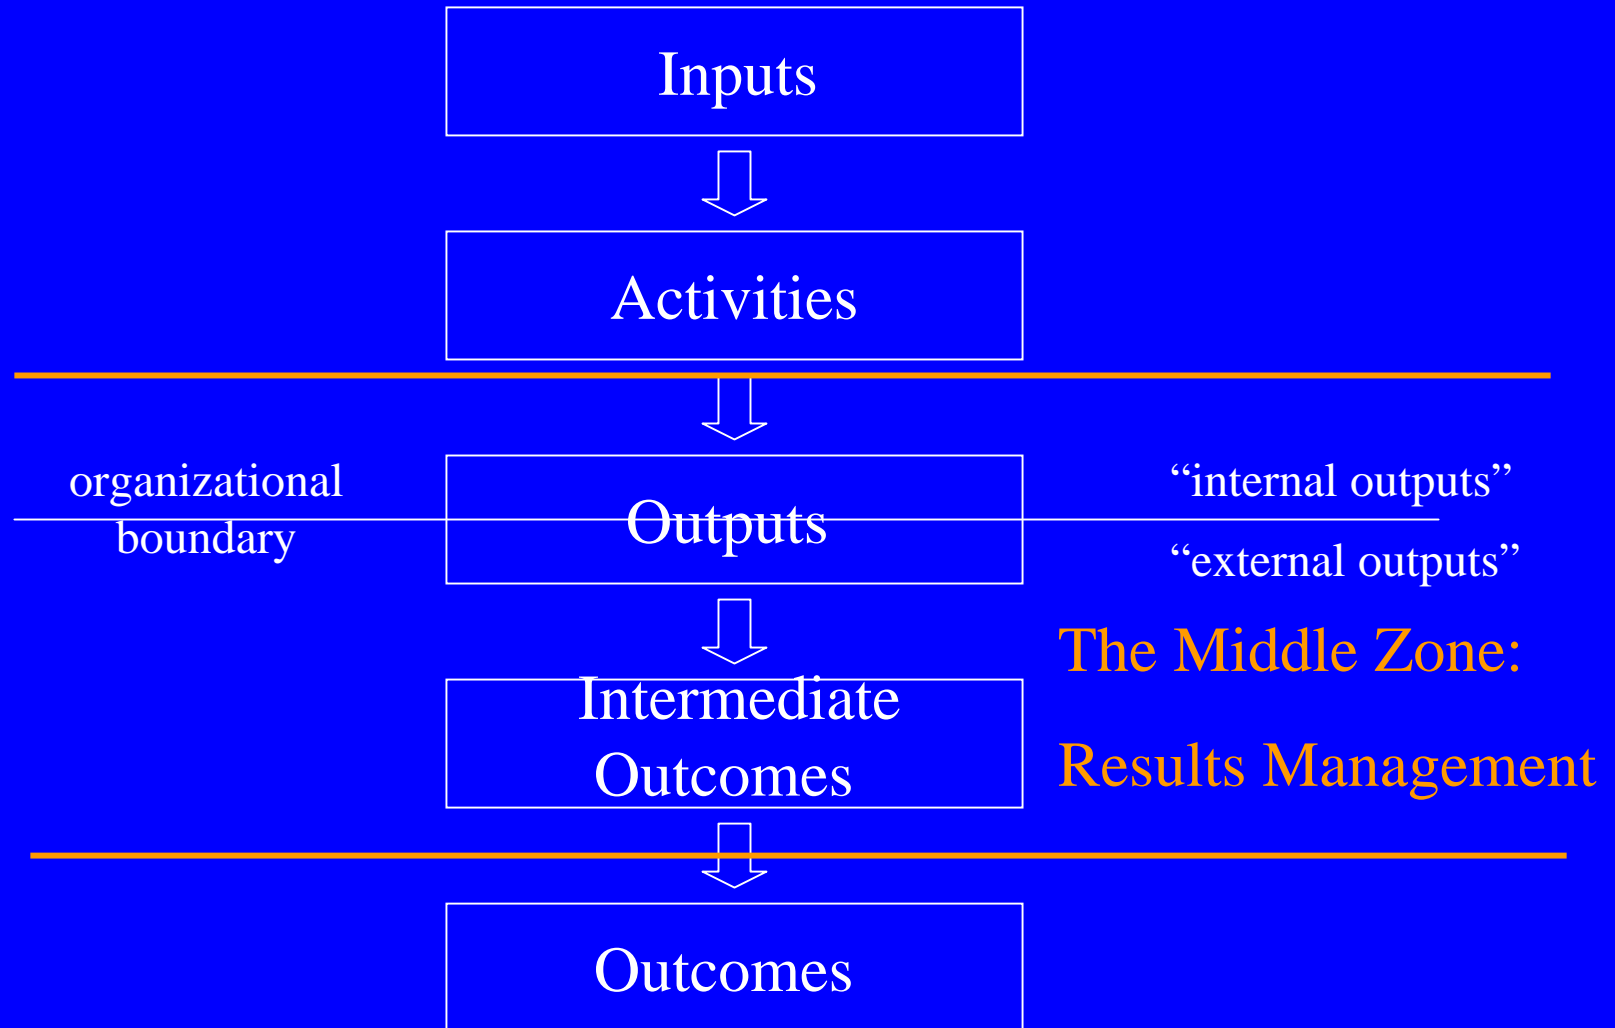 Inputs
Activities
organizational
boundary
Outputs
“internal outputs”
“external outputs”
The Middle Zone:
Results Management
Intermediate
Outcomes
Outcomes